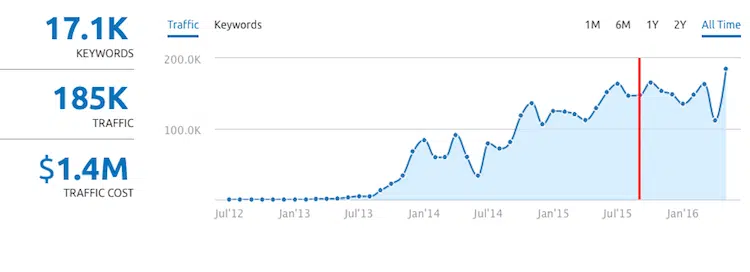 17.1K
KEYWORDS
185K
TRAFFIC
$1.4M
TRAFFIC COST
Traffic Keywords 1M 6M 1Y 2Y All Time
200.0K
100.0K
Jul'12 Jan'13 Jul'13 Jan'14 Jul'14 Jan'15 Jul'15 Jan'16